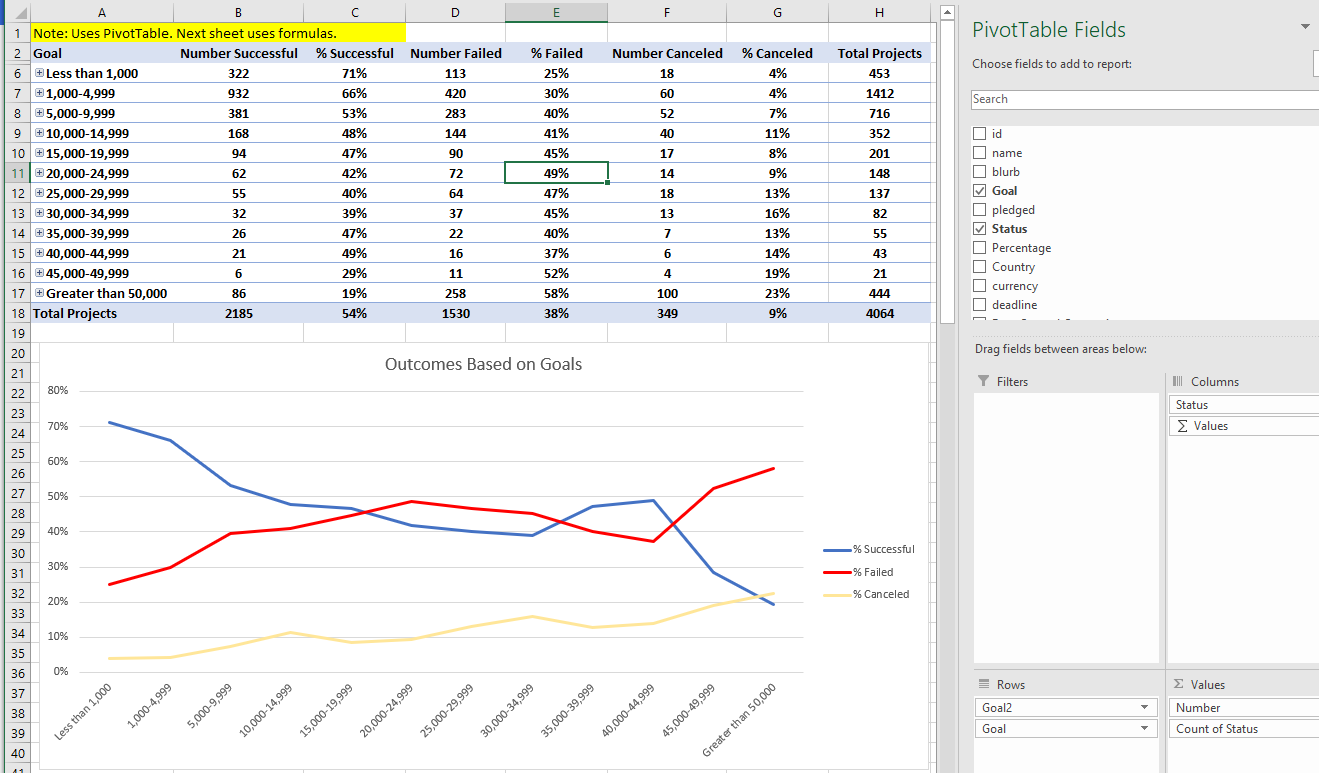 A B C D E F G H
1 Note: Uses PivotTable. Next sheet uses formulas.
2 Goal Number Successful % Successful Number Failed % Failed Number Canceled % Canceled Total Projects
6 Less than 1,000 322 71% 113 25% 18 4% 453
7 1,000-4,999 932 66% 420 30% 60 4% 1412
8 5,000-9,999 381 53% 283 40% 52 7% 716
9 10,000-14,999 168 48% 144 41% 40 11% 352
10 15,000-19,999 94 47% 90 45% 17 8% 201
11 20,000-24,999 62 42% 72 49% 14 9% 148
12 25,000-29,999 55 40% 64 47% 18 13% 137
13 30,000-34,999 32 39% 37 45% 13 16% 82
14 35,000-39,999 26 47% 22 40% 7 13% 55
15 40,000-44,999 21 49% 16 37% 6 14% 43
16 45,000-49,999 6 29% 11 52% 4 19% 21
17 Greater than 50,000 86 19% 258 58% 100 23% 444
18 Total Projects 2185 54% 1530 38% 349 9% 4064
19
20
21
22
23
24
25
26
27
28
29
30
31
32
33
34
35
36
37
38
39
40
Outcomes Based on Goals
80%
70%
60%
50%
40%
30%
20%
10%
0%
Less than 1,000
1,000-4,999
5,000-9,999
10,000-14,999
15,000-19,999
20,000-24,999
25,000-29,999
30,000-34,999
35,000-39,999
40,000-44,999
45,000-49,999
Greater than 50,000
% Successful
% Failed
% Canceled
PivotTable Fields
Choose fields to add to report:
Search
id
name
blurb
Goal
pledged
Status
Percentage
Country
currency
deadline
Drag fields between areas below:
Filters
Columns
Status
Σ Values
Rows
Goal2
Goal
Σ Values
Number
Count of Status